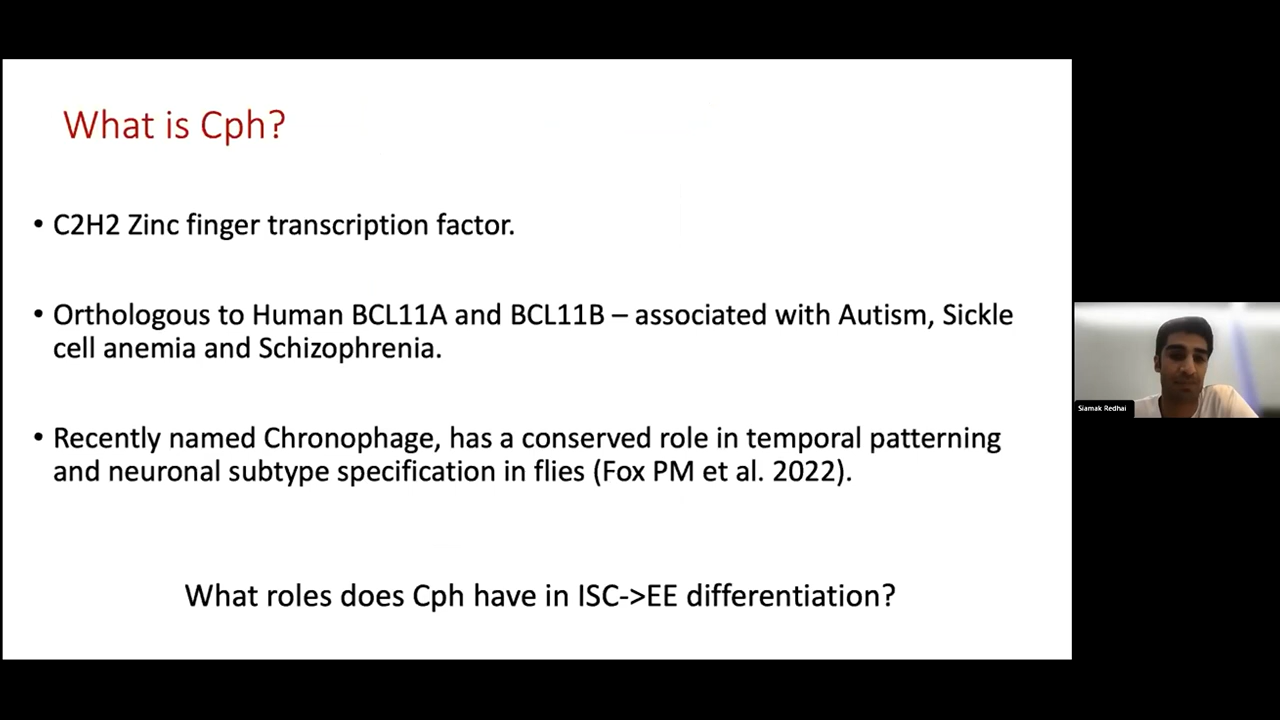 What is Cph?
• C2H2 Zinc finger transcription factor.
• Orthologous to Human BCL11A and BCL11B – associated with Autism, Sickle
cell anemia and Schizophrenia.
• Recently named Chronophage, has a conserved role in temporal patterning
and neuronal subtype specification in flies (Fox PM et al. 2022).
What roles does Cph have in ISC->EE differentiation?
Siamak Redhai